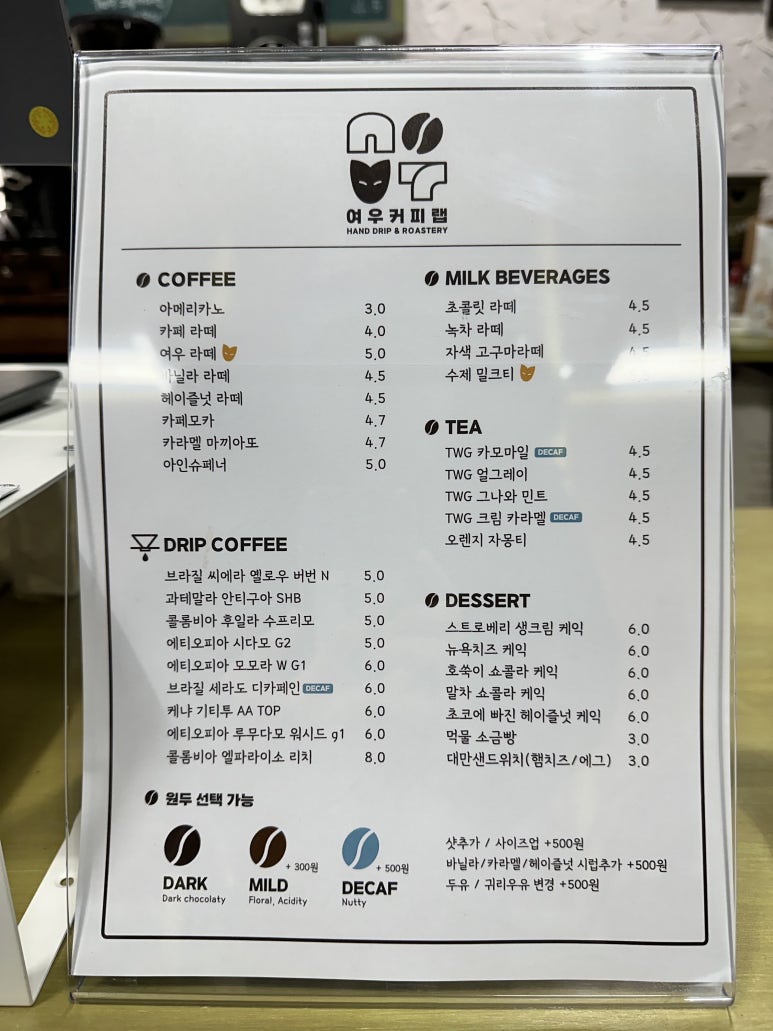 여우커피랩
HAND DRIP & ROASTERY
COFFEE
아메리카노 3.0
카페 라떼 4.0
여우 라떼 5.0
바닐라 라떼 4.5
헤이즐넛 라떼 4.5
카페모카 4.7
카라멜 마끼아또 4.7
아인슈페너 5.0
DRIP COFFEE
브라질 씨에라 옐로우 버번 N 5.0
과테말라 안티구아 SHB 5.0
콜롬비아 후일라 수프리모 5.0
에티오피아 시다모 G2 5.0
에티오피아 모모라 W G1 6.0
브라질 세라도 디카페인 DECAF 6.0
케냐 기티투 AA TOP 6.0
에티오피아 루무다모 워시드 g1 6.0
콜롬비아 엘파라이소 리치 8.0
원두 선택 가능
DARK
Dark chocolaty
+ 300원
MILD
Floral, Acidity
+ 500원
DECAF
Nutty
MILK BEVERAGES
초콜릿 라떼 4.5
녹차 라떼 4.5
자색 고구마라떼
수제 밀크티
TEA
TWG 카모마일 DECAF 4.5
TWG 얼그레이 4.5
TWG 그나와 민트 4.5
TWG 크림 카라멜 DECAF 4.5
오렌지 자몽티 4.5
DESSERT
스트로베리 생크림 케익 6.0
뉴욕치즈 케익 6.0
호쑥이 쇼콜라 케익 6.0
말차 쇼콜라 케익 6.0
초코에 빠진 헤이즐넛 케익 6.0
먹물 소금빵 3.0
대만샌드위치(햄치즈/에그) 3.0
샷추가 / 사이즈업 +500원
바닐라/카라멜/헤이즐넛 시럽추가 +500원
두유 / 귀리우유 변경 +500원